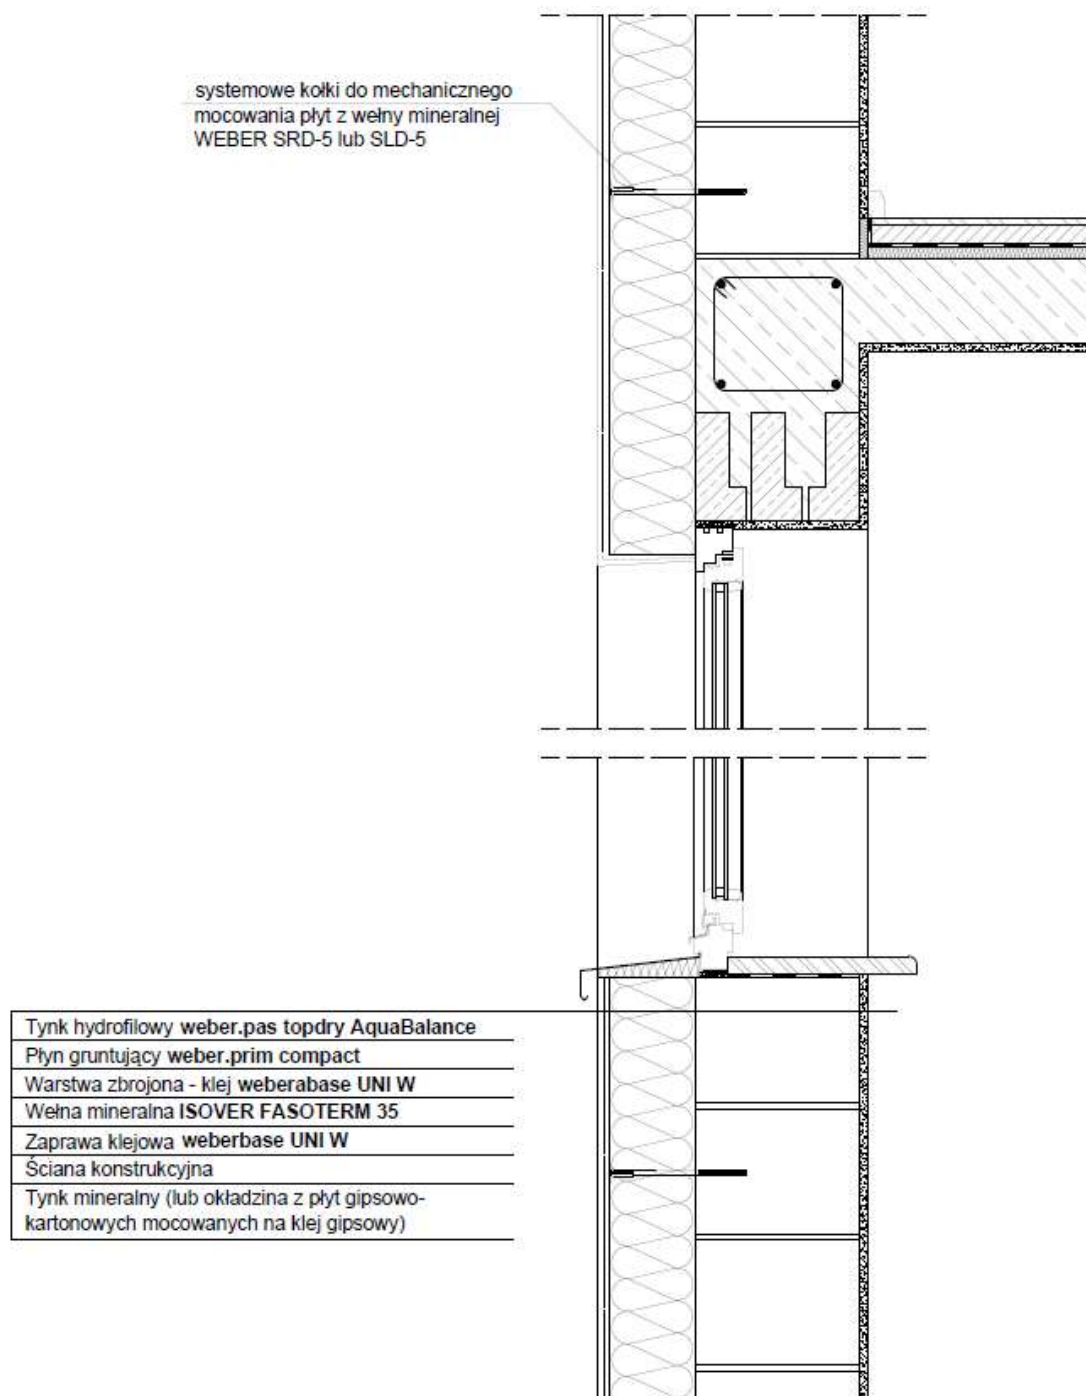 systemowe kołki do mechanicznego
mocowania płyt z wełny mineralnej
WEBER SRD-5 lub SLD-5
Tynk hydrofilowy weber.pas topdry AquaBalance
Płyn gruntujący weber.prim compact
Warstwa zbrojona - klej weberabase UNI W
Wełna mineralna ISOVER FASOTERM 35
Zaprawa klejowa weberbase UNI W
Ściana konstrukcyjna
Tynk mineralny (lub okładzina z płyt gipsowo-
kartonowych mocowanych na klej gipsowy)